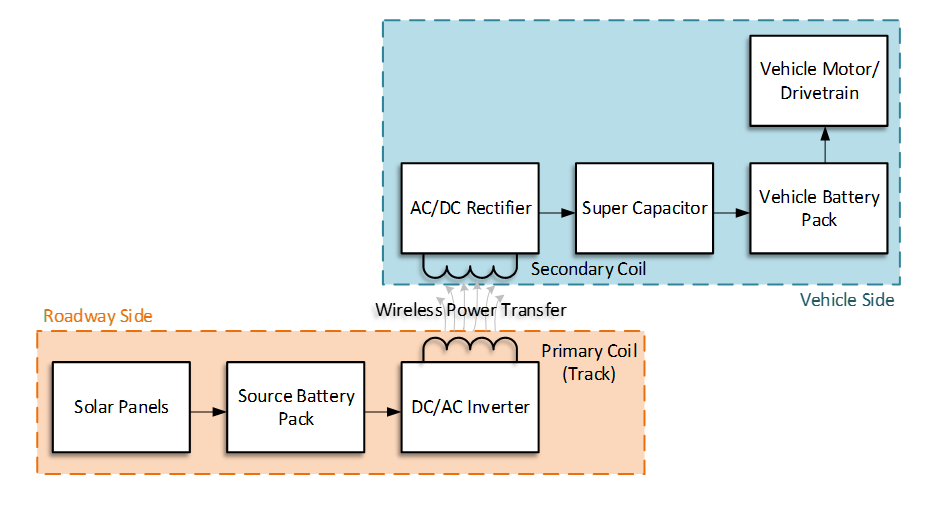 Vehicle Motor/
Drivetrain
AC/DC Rectifier
Super Capacitor
Vehicle Battery
Pack
Secondary Coil
Vehicle Side
Wireless Power Transfer
Roadway Side
Primary Coil
(Track)
Solar Panels
Source Battery
Pack
DC/AC Inverter